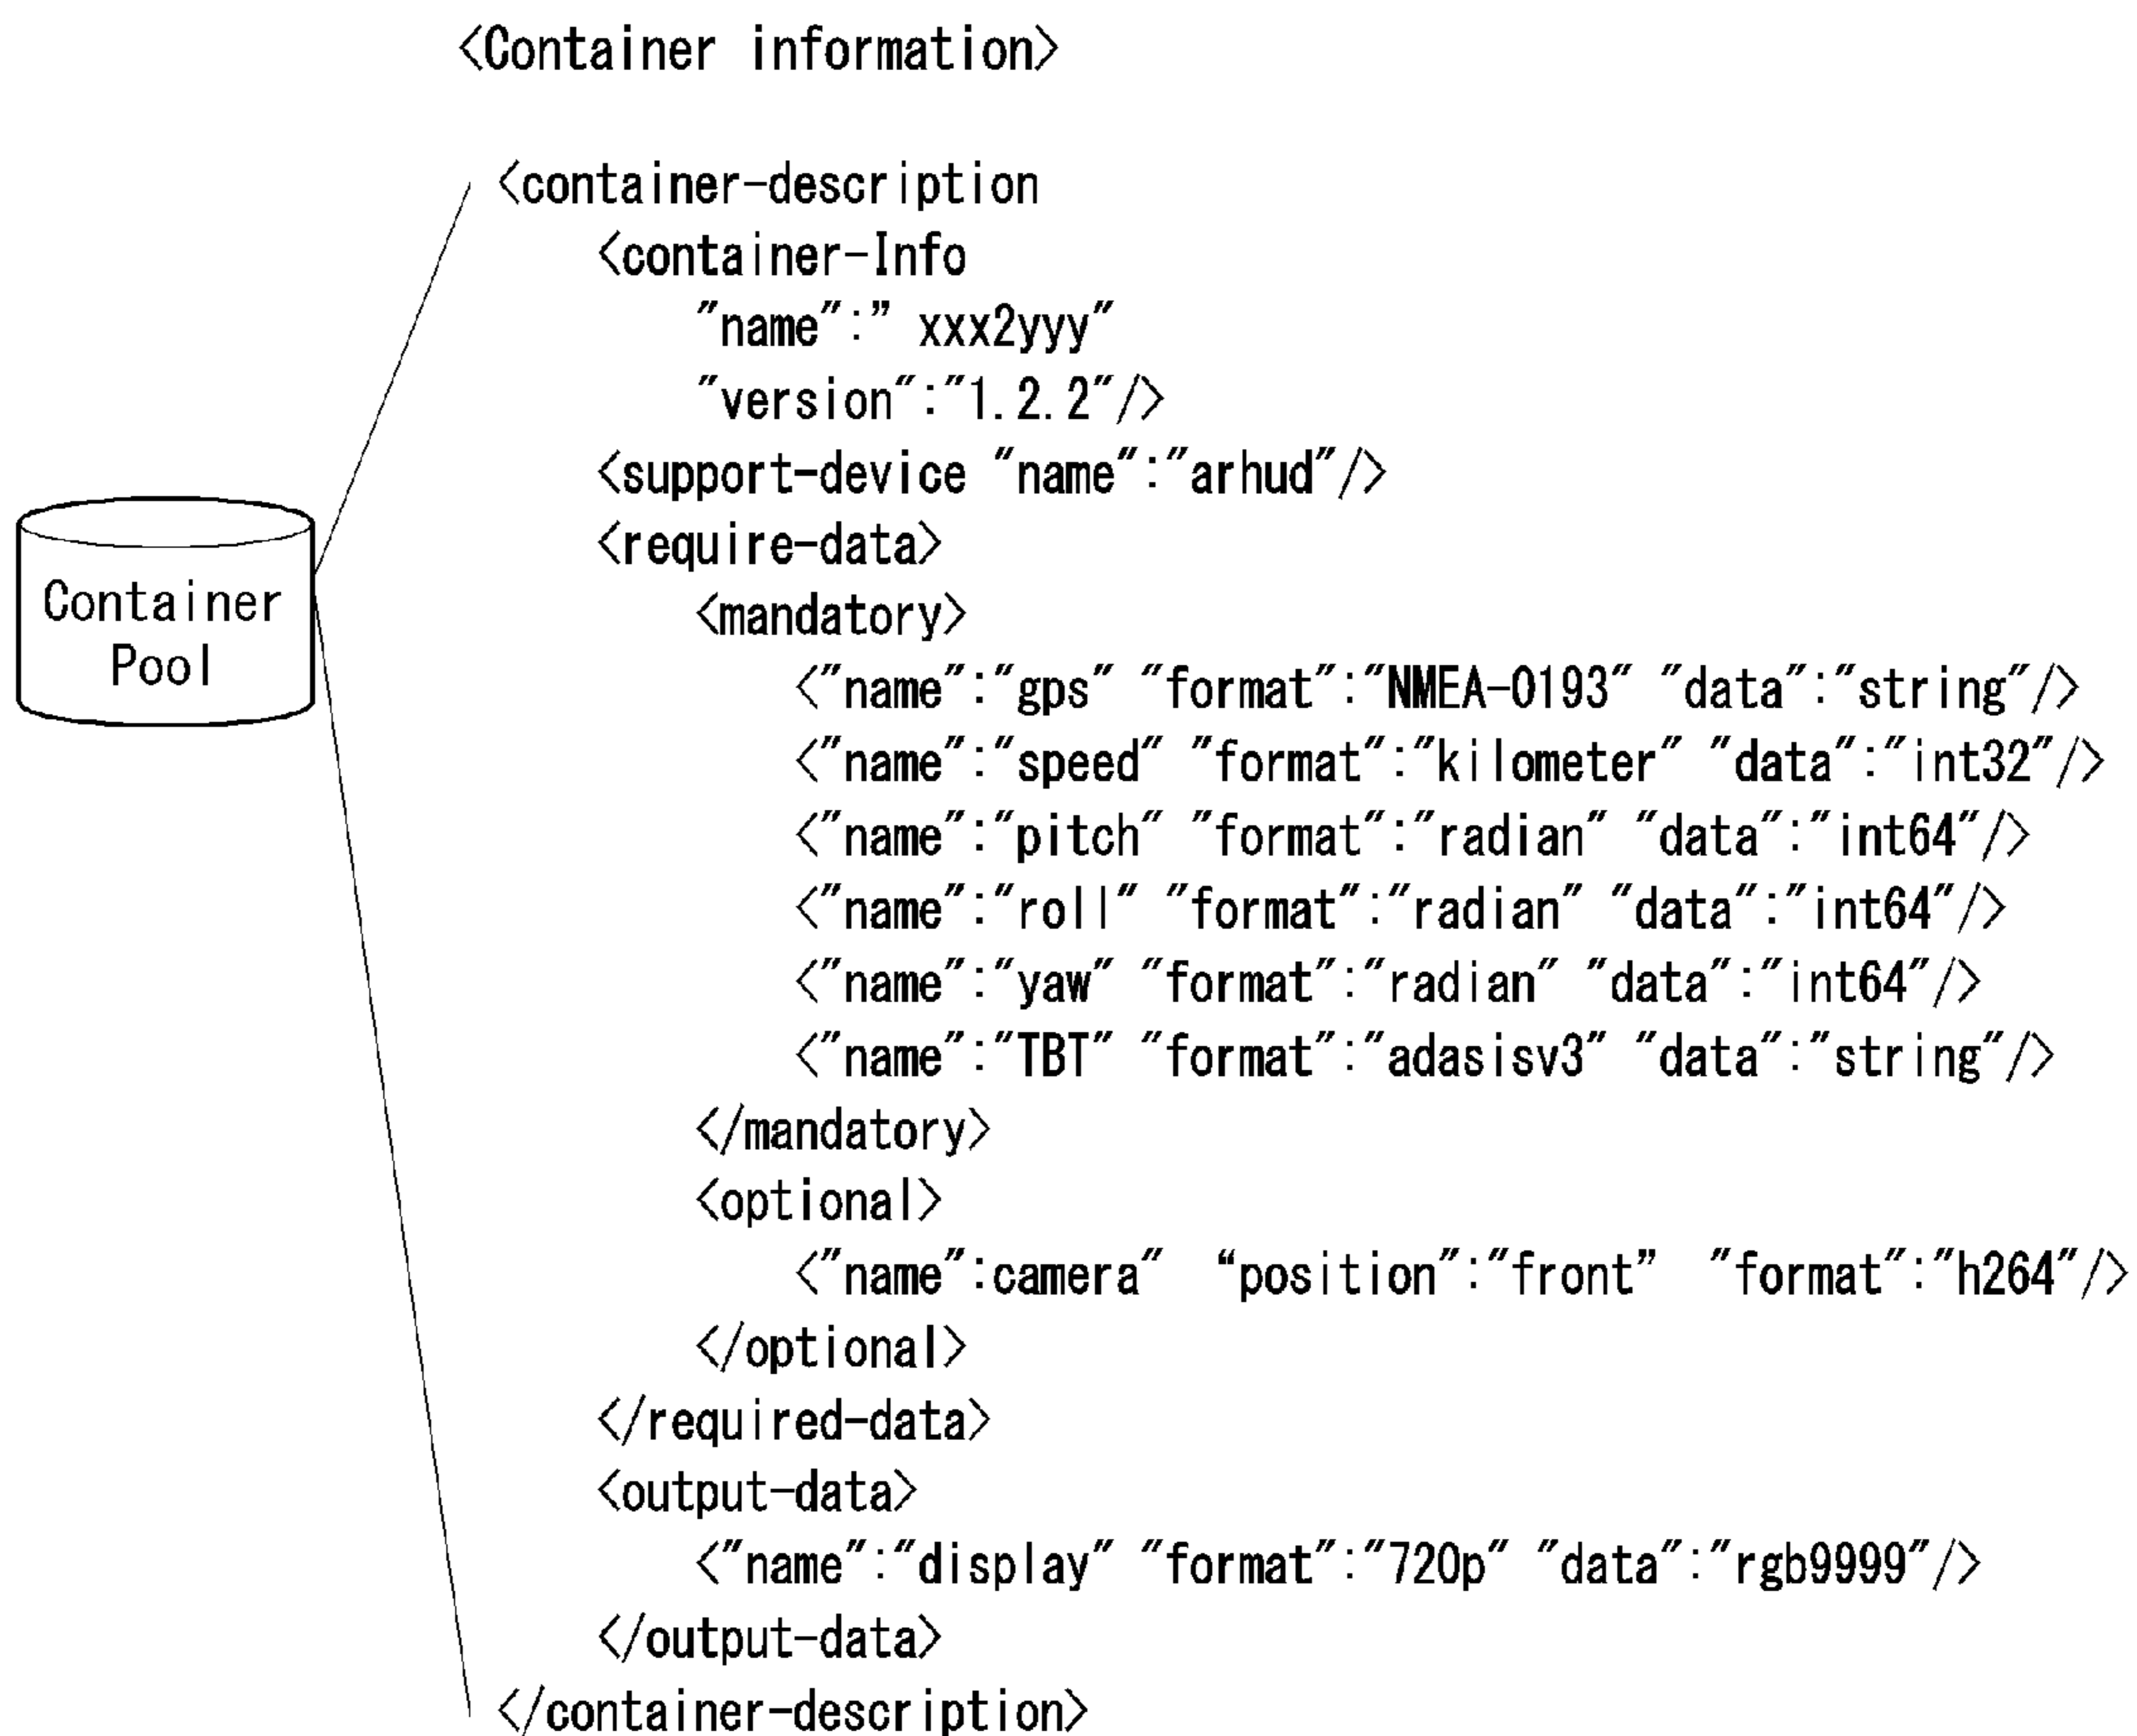 <Container information>
<container-description
<container-Info
"name":” xxx2yyy"
"version":"1.2.2"/>
<support-device "name":"arhud"/>
<require-data>
<mandatory>
<"name":"gps" "format":"NMEA-0193" "data":"string"/>
<"name":"speed" "format":"kilometer" "data":"int32"/>
<"name":"pitch" "format":"radian" "data":"int64"/>
<"name":"roll" "format":"radian" "data":"int64"/>
<"name":"yaw" "format":"radian" "data":"int64"/>
<"name":"TBT" "format":"adasisv3" "data":"string"/>
</mandatory>
<optional>
<"name":camera" “position":"front” "format":"h264"/>
</optional>
</required-data>
<output-data>
<"name":"display" "format":"720p" "data":"rgb9999"/>
</output-data>
</container-description>
Container
Pool